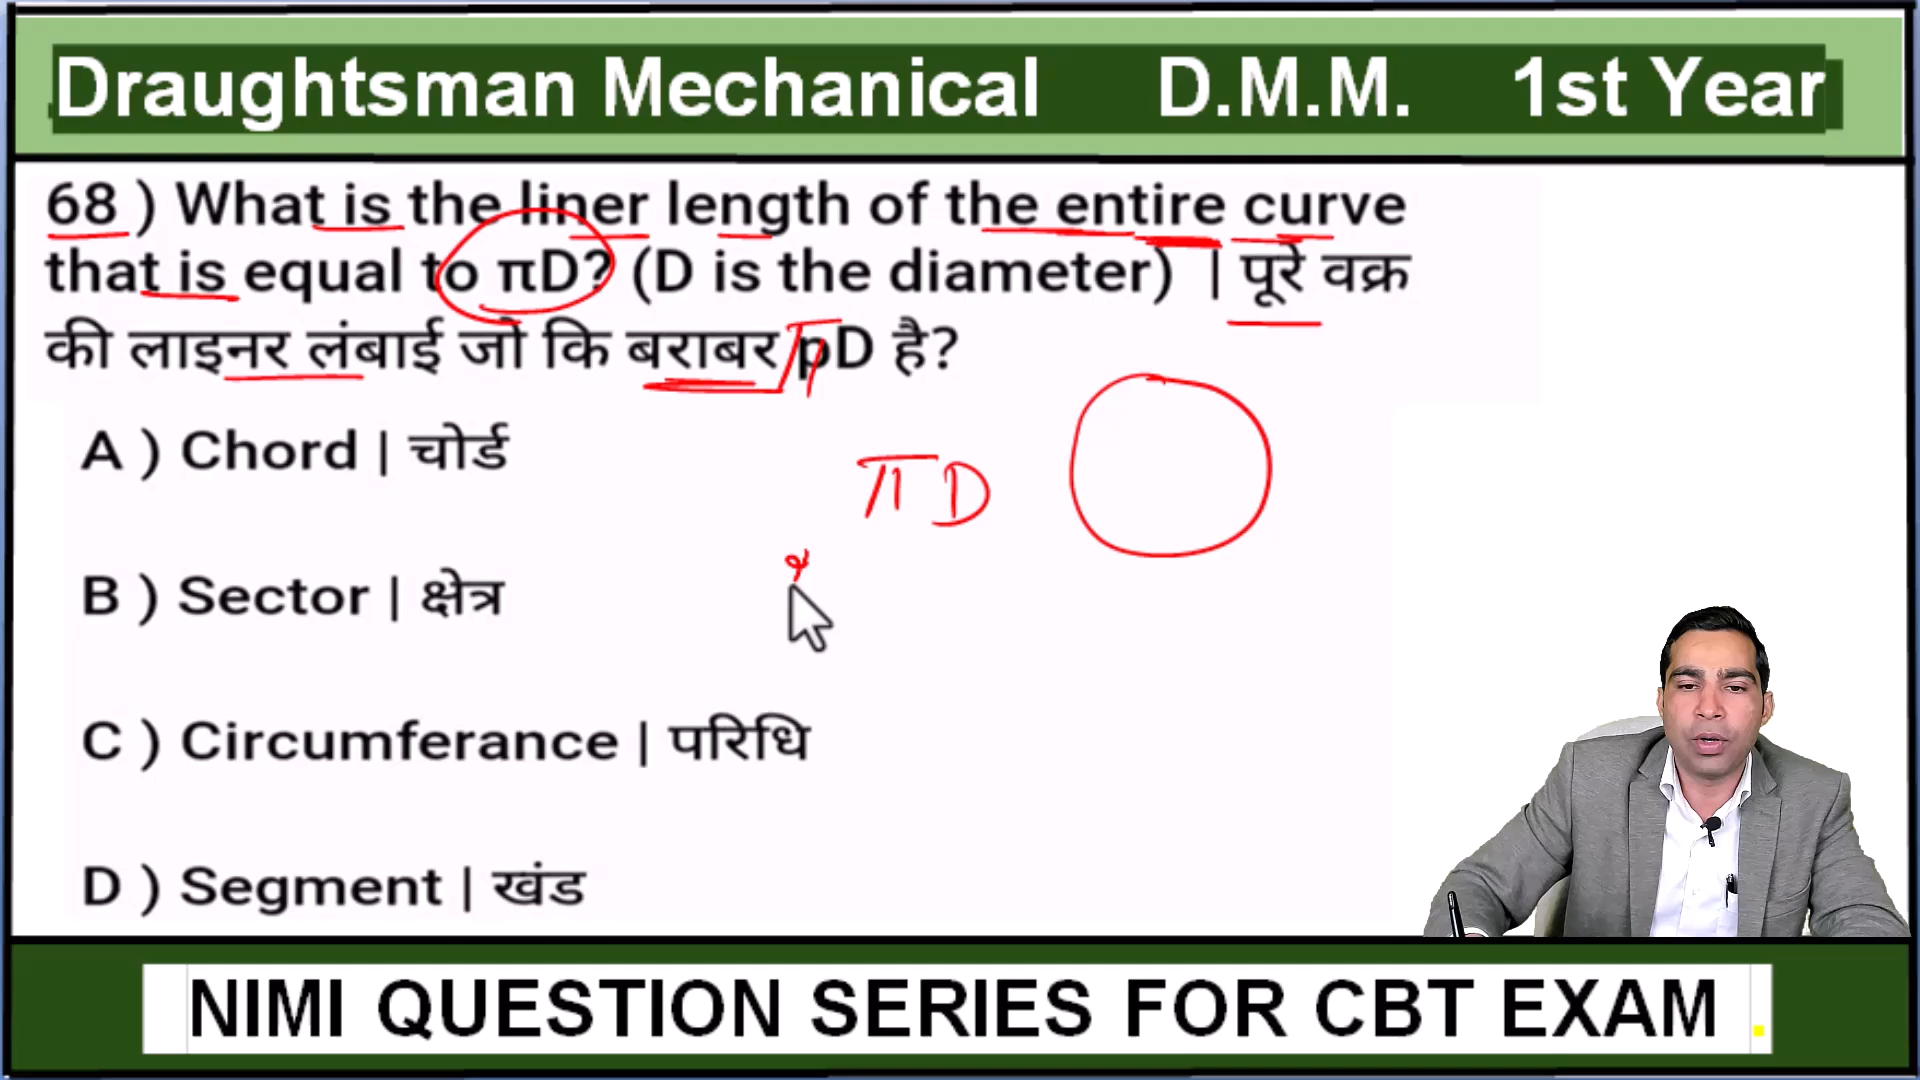 Draughtsman Mechanical D.M.M. 1st Year
68 ) What is the liner length of the entire curve
that is equal to πD? (D is the diameter) | पूरे वक्र
की लाइनर लंबाई जो कि बराबर pD है?
π
A ) Chord | चोर्ड
πD
B ) Sector | क्षेत्र
C ) Circumferance | परिधि
D ) Segment | खंड
NIMI QUESTION SERIES FOR CBT EXAM .